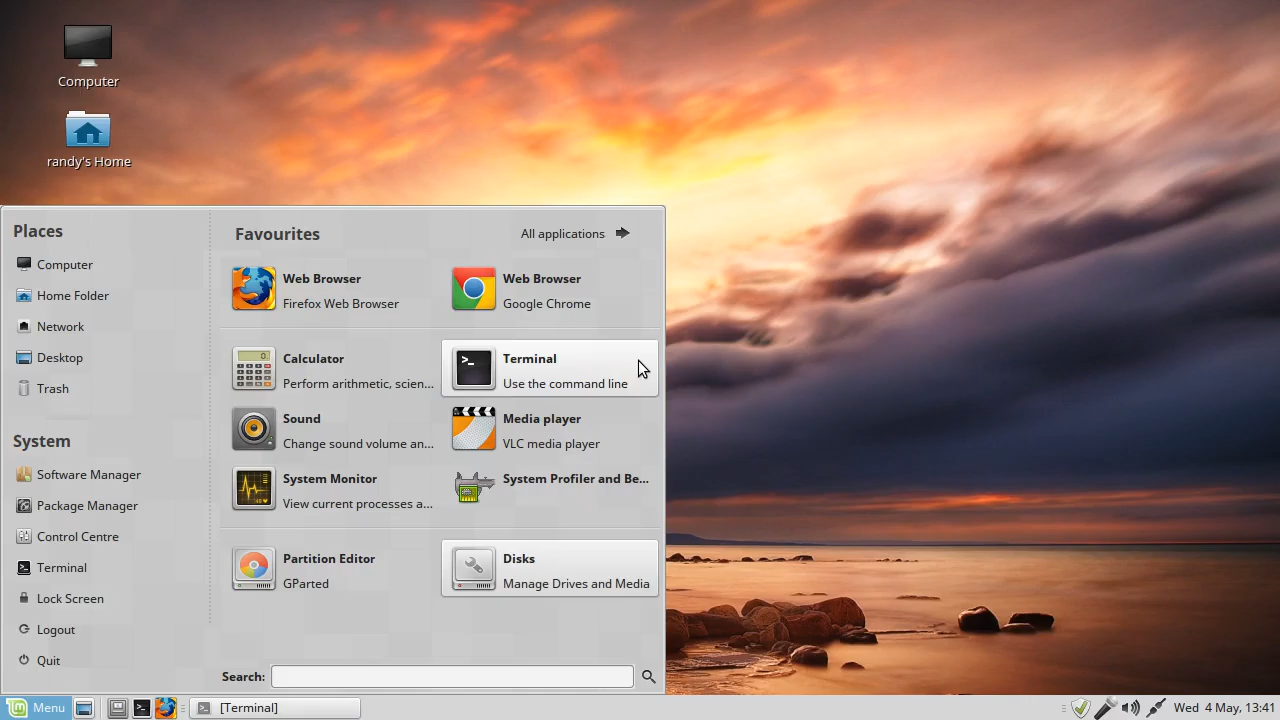 Computer
randy's Home
Places
Computer
Home Folder
Network
Desktop
Trash
System
Software Manager
Package Manager
Control Centre
Terminal
Lock Screen
Logout
Quit
Favourites
All applications
Web Browser
Firefox Web Browser
Web Browser
Google Chrome
Calculator
Perform arithmetic, scien...
Terminal
Use the command line
Sound
Change sound volume an...
Media player
VLC media player
System Monitor
View current processes a...
System Profiler and Be...
Partition Editor
GParted
Disks
Manage Drives and Media
Search:
Menu
[Terminal]
Wed 4 May, 13:41